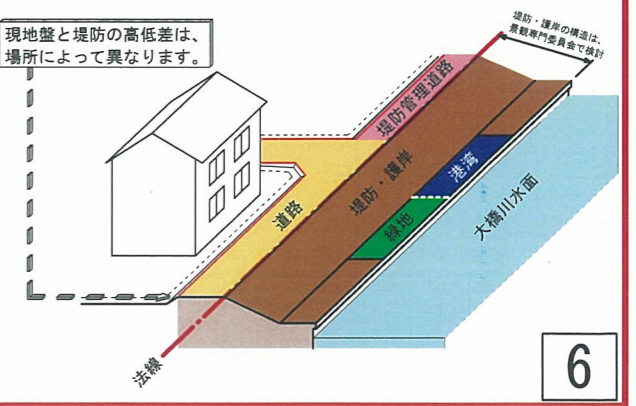 現地盤と堤防の高低差は、
場所によって異なります。
堤防・護岸の構造は、
景観専門委員会で検討
堤防管理道路
道路
堤防・護岸
港湾
緑地
大橋川水面
法線
6